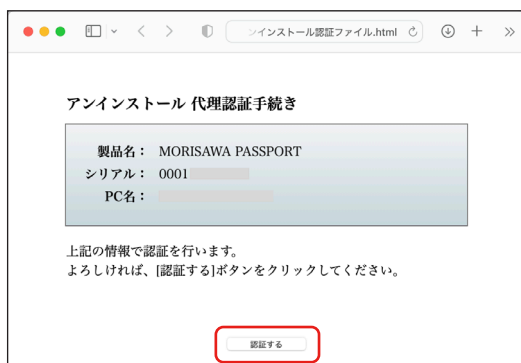 ンインストール認証ファイル.html
アンインストール 代理認証手続き
製品名： MORISAWA PASSPORT
シリアル： 0001
PC名：
上記の情報で認証を行います。
よろしければ、[認証する]ボタンをクリックしてください。
認証する